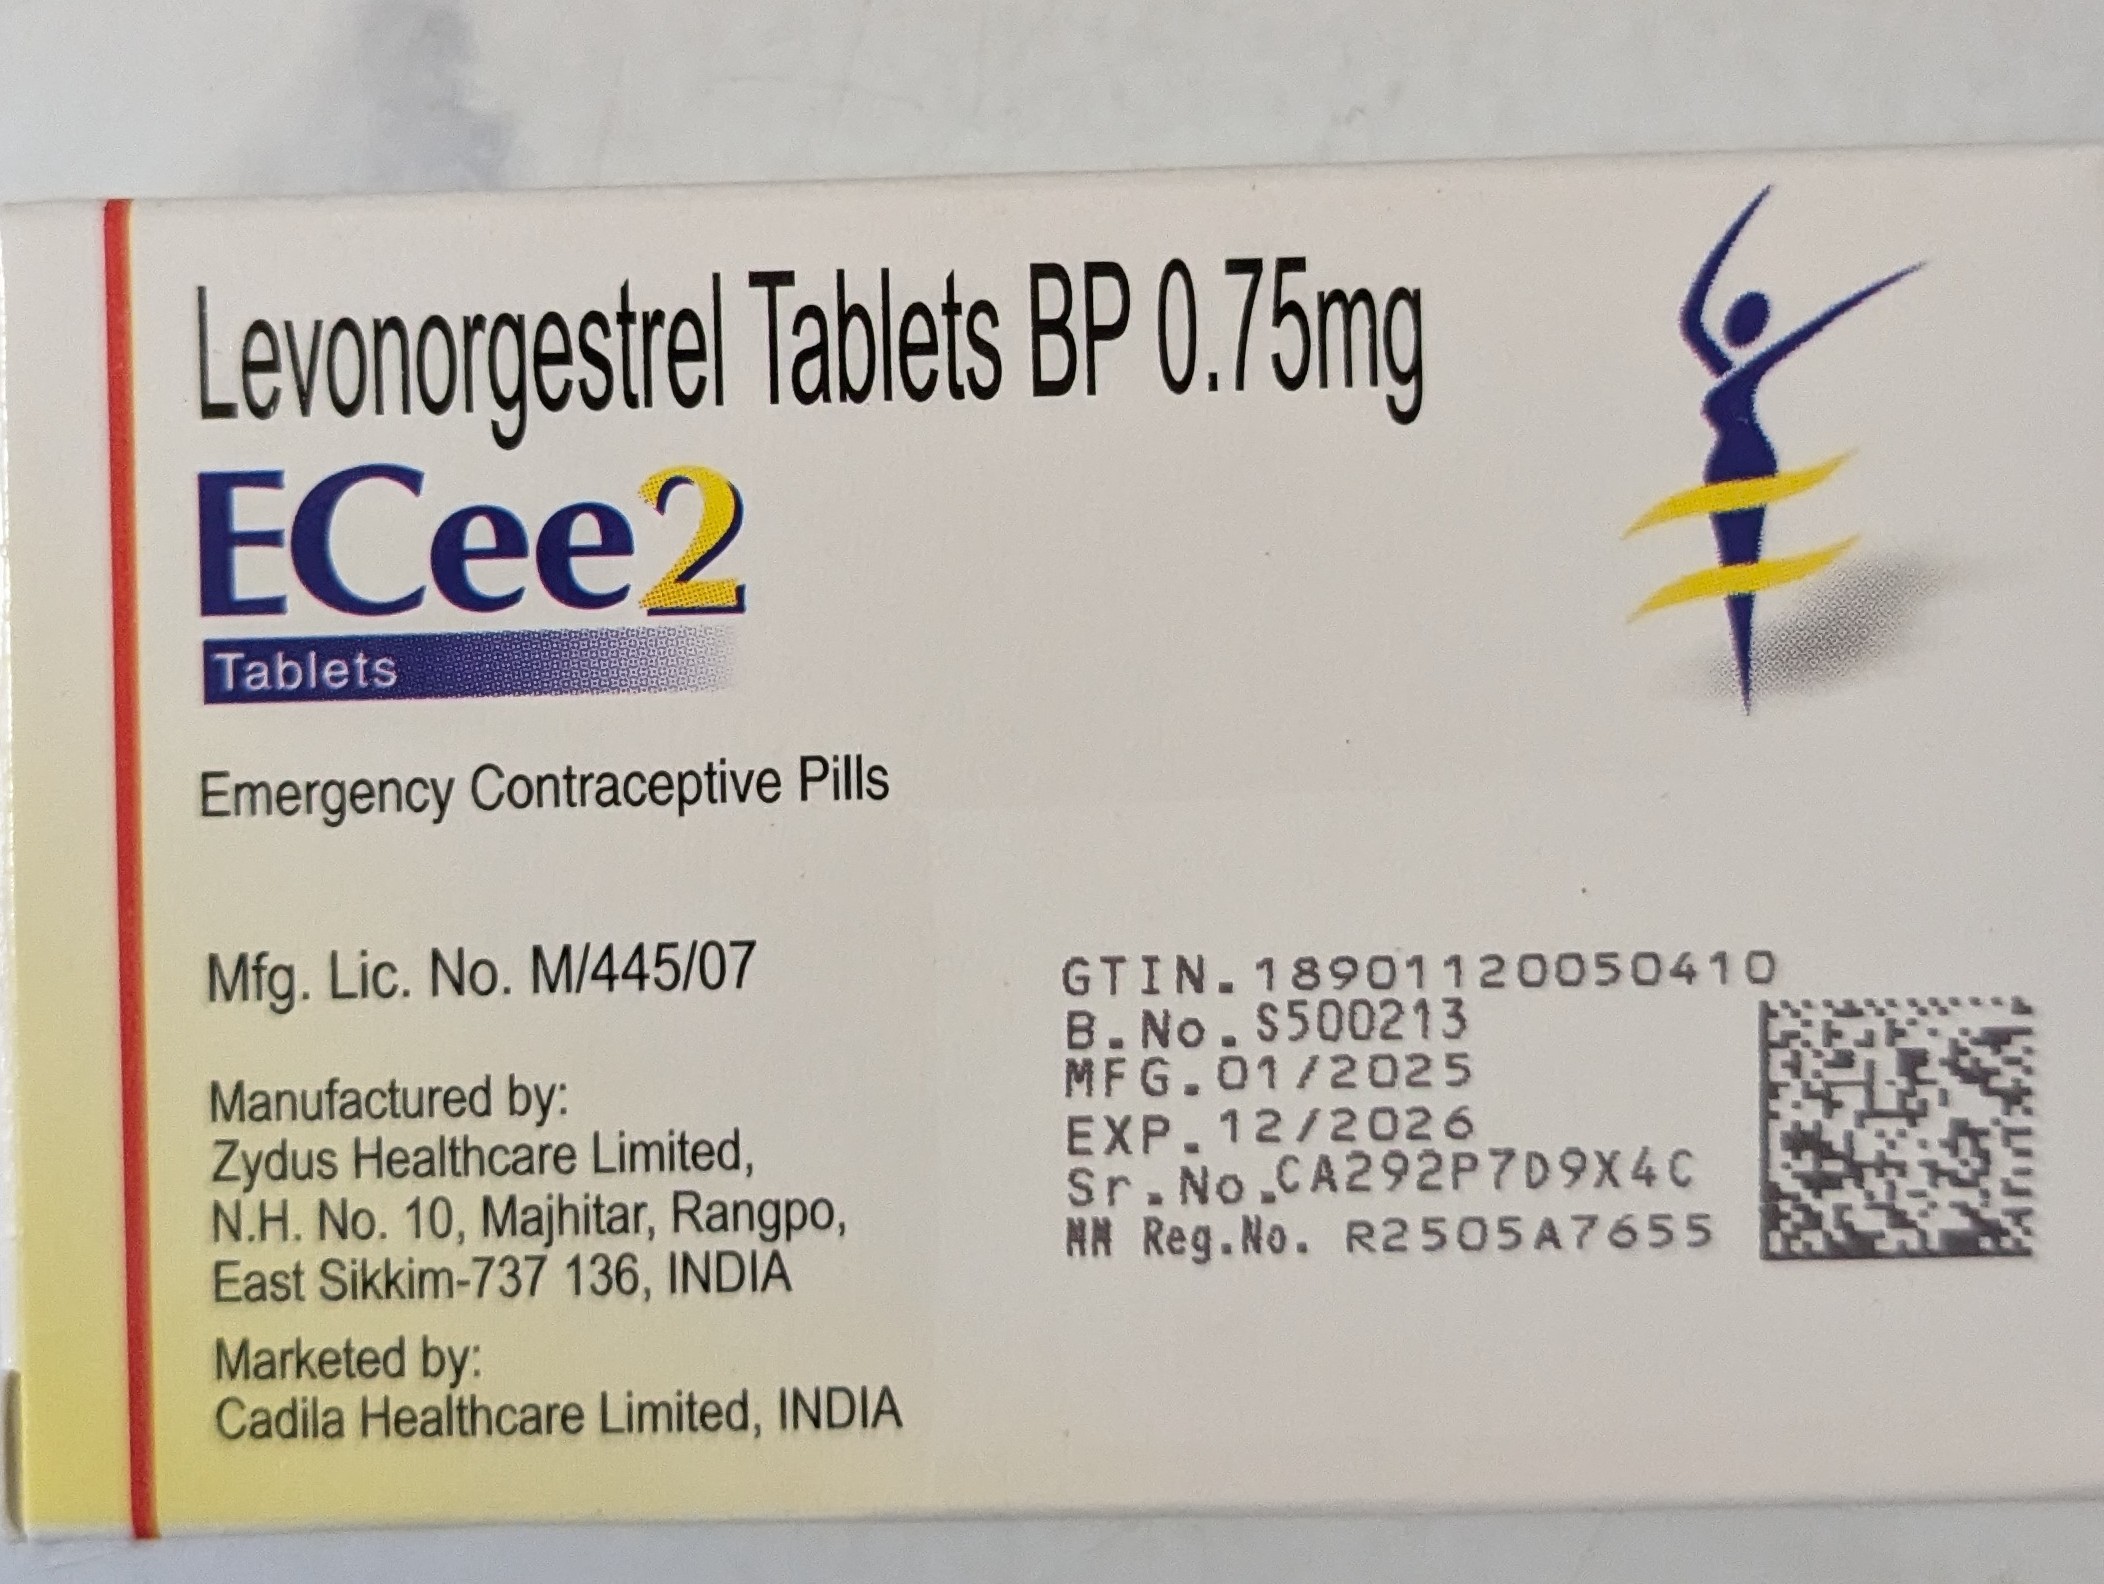 Levonorgestrel Tablets BP 0.75mg
ECee2
Tablets
Emergency Contraceptive Pills
Mfg. Lic. No. M/445/07
Manufactured by:
Zydus Healthcare Limited,
N.H. No. 10, Majhitar, Rangpo,
East Sikkim-737 136, INDIA
Marketed by:
Cadila Healthcare Limited, INDIA
GTIN.18901120050410
B.No.S500213
MFG.01/2025
EXP.12/2026
Sr.No.CA292P7D9X4C
NM Reg.No. R2505A7655